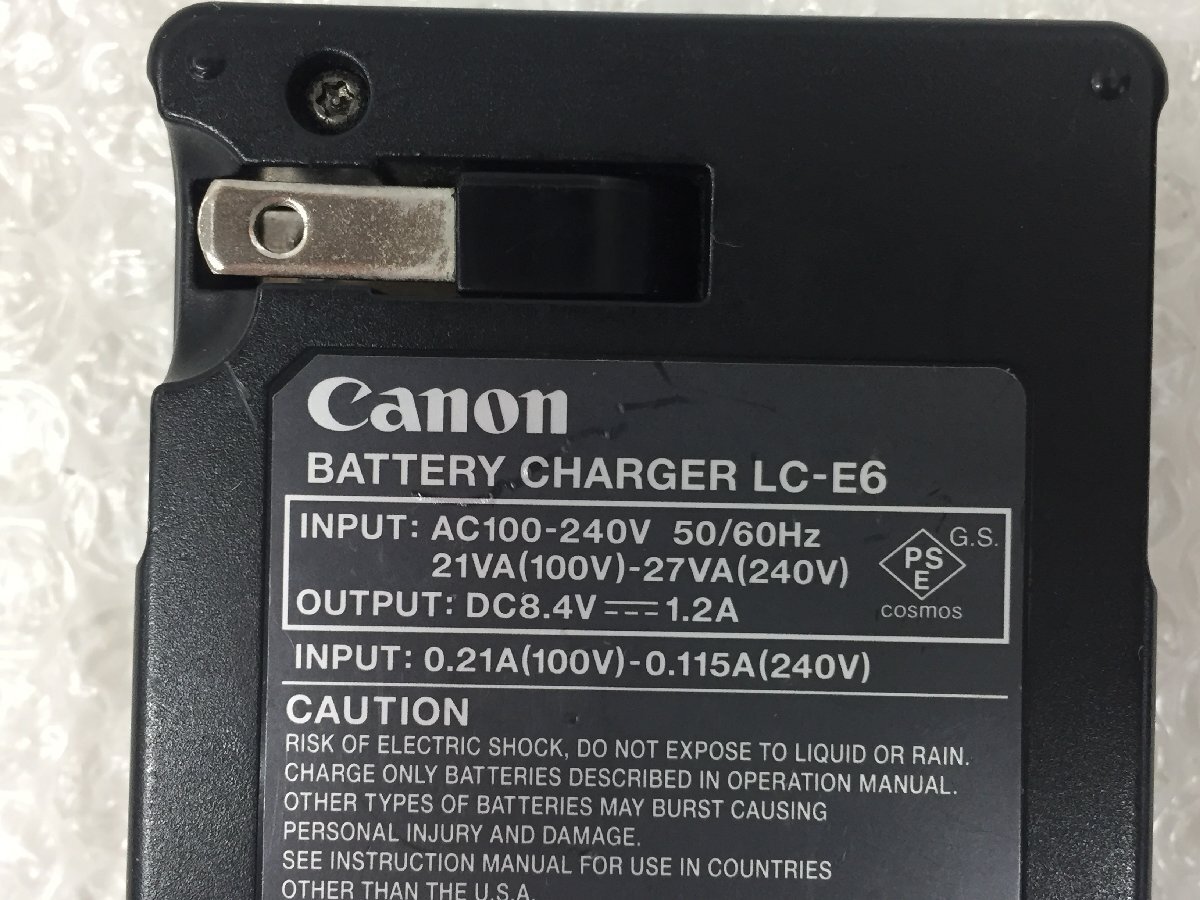 Canon
BATTERY CHARGER LC-E6
INPUT: AC100-240V 50/60Hz
21VA(100V)-27VA(240V)
OUTPUT: DC8.4V ⎓ 1.2A
PS
E
G.S.
cosmos
INPUT: 0.21A(100V)-0.115A(240V)
CAUTION
RISK OF ELECTRIC SHOCK, DO NOT EXPOSE TO LIQUID OR RAIN.
CHARGE ONLY BATTERIES DESCRIBED IN OPERATION MANUAL.
OTHER TYPES OF BATTERIES MAY BURST CAUSING
PERSONAL INJURY AND DAMAGE.
SEE INSTRUCTION MANUAL FOR USE IN COUNTRIES
OTHER THAN THE U.S.A.